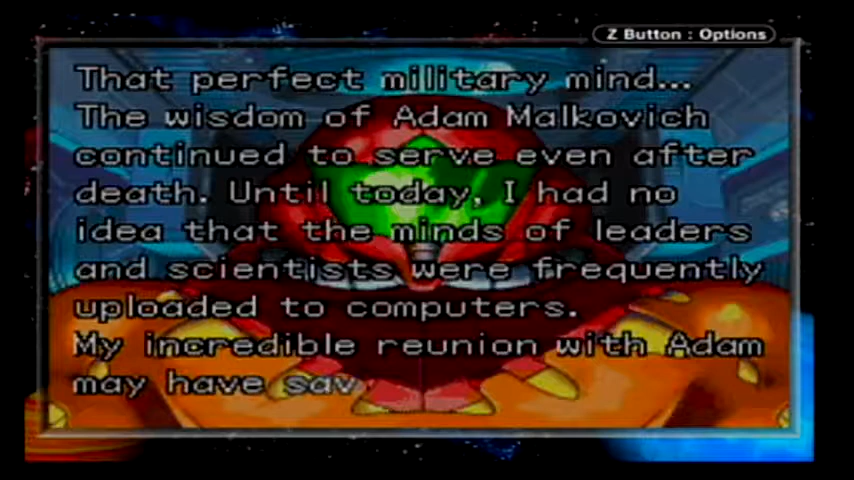 Z Button : Options
That perfect military mind...
The wisdom of Adam Malkovich
continued to serve even after
death. Until today, I had no
idea that the minds of leaders
and scientists were frequently
uploaded to computers.
My incredible reunion with Adam
may have sav